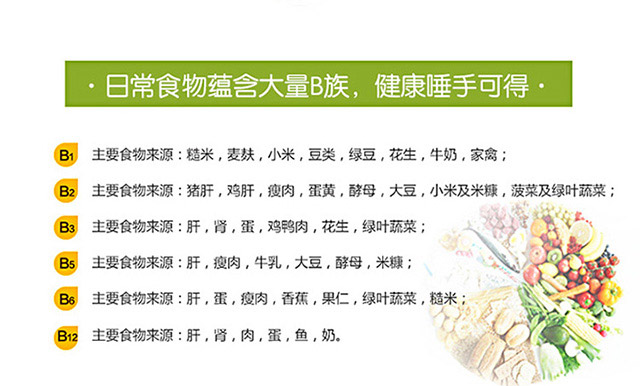 ·日常食物蕴含大量B族，健康唾手可得·
B1 主要食物来源：糙米，麦麸，小米，豆类，绿豆，花生，牛奶，家禽；
B2 主要食物来源：猪肝，鸡肝，瘦肉，蛋黄，酵母，大豆，小米及米糠，菠菜及绿叶蔬菜；
B3 主要食物来源：肝，肾，蛋，鸡鸭肉，花生，绿叶蔬菜；
B5 主要食物来源：肝，瘦肉，牛乳，大豆，酵母，米糠；
B6 主要食物来源：肝，蛋，瘦肉，香蕉，果仁，绿叶蔬菜，糙米；
B12 主要食物来源：肝，肾，肉，蛋，鱼，奶。